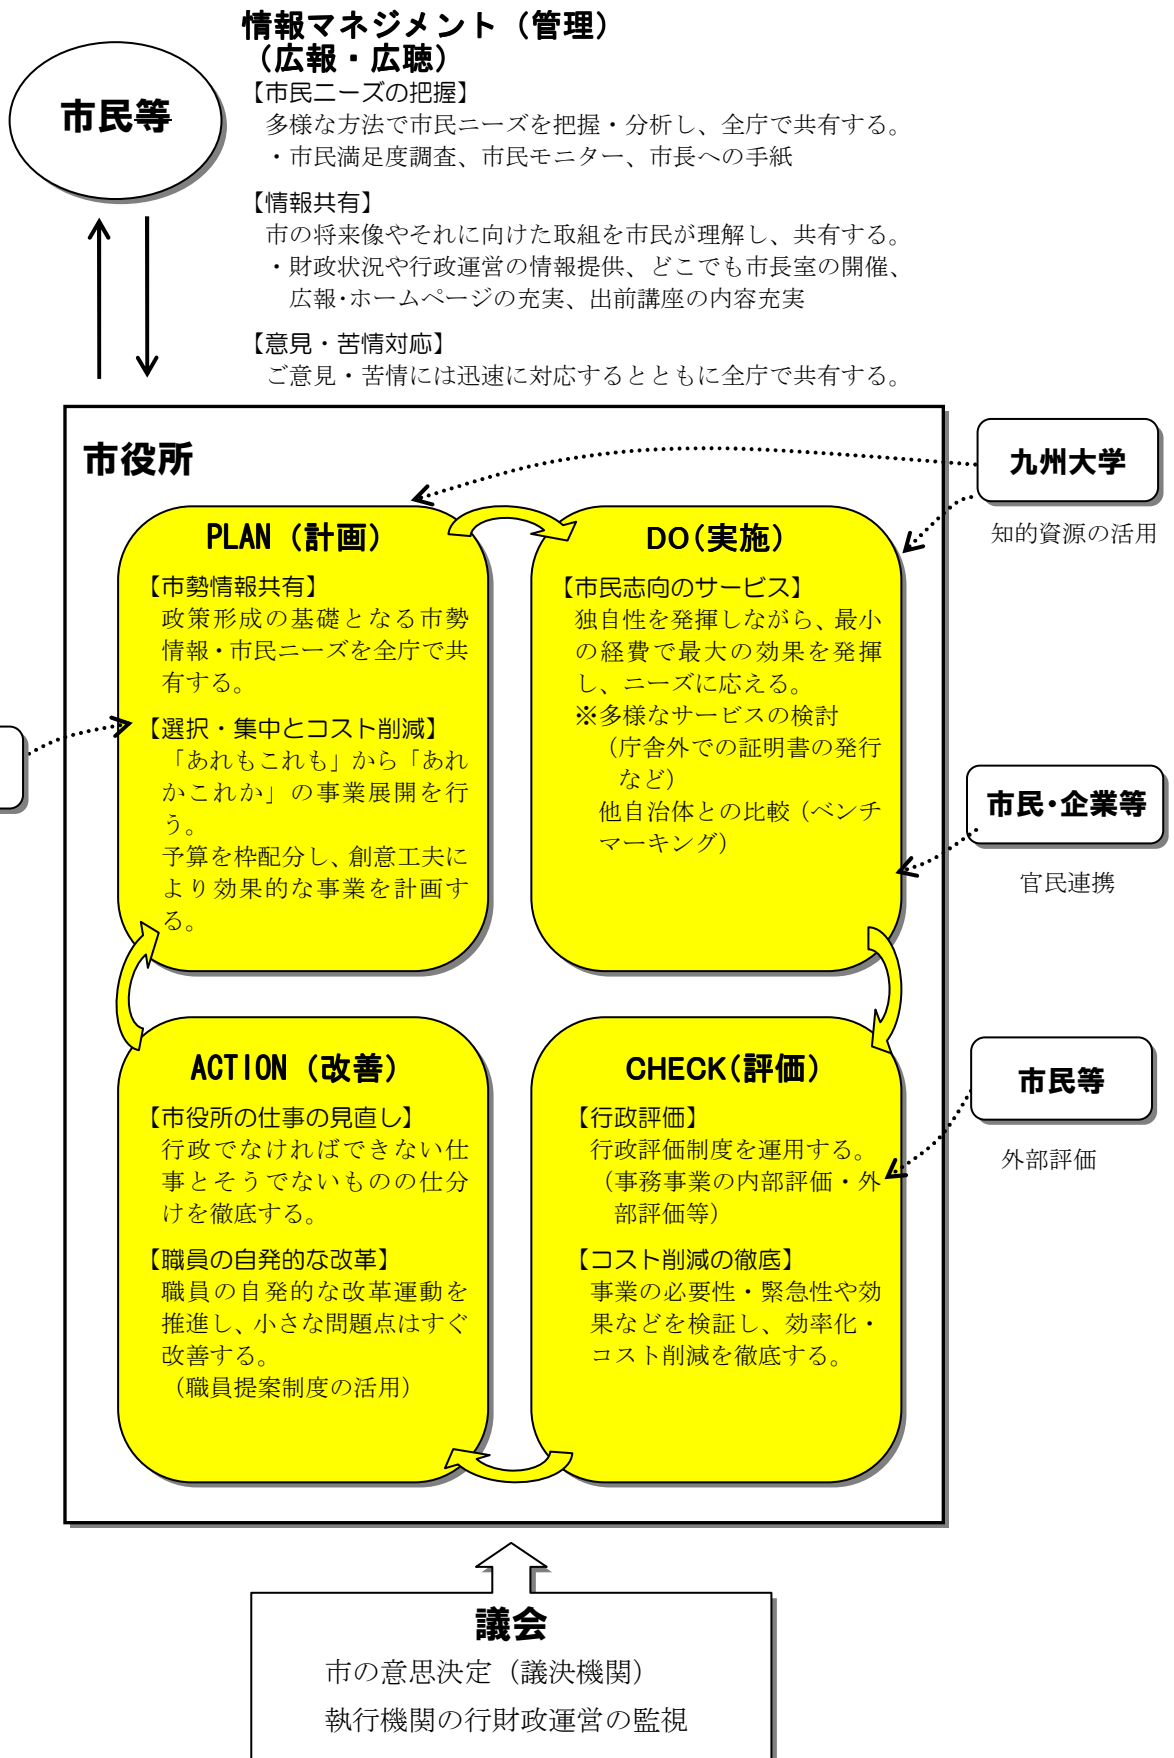 情報マネジメント（管理）
（広報・広聴）
市民等
【市民ニーズの把握】
多様な方法で市民ニーズを把握・分析し、全庁で共有する。
・市民満足度調査、市民モニター、市長への手紙
【情報共有】
市の将来像やそれに向けた取組を市民が理解し、共有する。
・財政状況や行政運営の情報提供、どこでも市長室の開催、
広報・ホームページの充実、出前講座の内容充実
【意見・苦情対応】
ご意見・苦情には迅速に対応するとともに全庁で共有する。
市役所
PLAN（計画）
【市勢情報共有】
政策形成の基礎となる市勢
情報・市民ニーズを全庁で共
有する。
【選択・集中とコスト削減】
「あれもこれも」から「あれ
かこれか」の事業展開を行
う。
予算を枠配分し、創意工夫に
より効果的な事業を計画す
る。
DO（実施）
【市民志向のサービス】
独自性を発揮しながら、最小
の経費で最大の効果を発揮
し、ニーズに応える。
※多様なサービスの検討
（庁舎外での証明書の発行
など）
他自治体との比較（ベンチ
マーキング）
九州大学
知的資源の活用
市民・企業等
官民連携
ACTION（改善）
【市役所の仕事の見直し】
行政でなければできない仕
事とそうでないものの仕分
けを徹底する。
【職員の自発的な改革】
職員の自発的な改革運動を
推進し、小さな問題点はすぐ
改善する。
（職員提案制度の活用）
CHECK（評価）
【行政評価】
行政評価制度を運用する。
（事務事業の内部評価・外
部評価等）
【コスト削減の徹底】
事業の必要性・緊急性や効
果などを検証し、効率化・
コスト削減を徹底する。
市民等
外部評価
議会
市の意思決定（議決機関）
執行機関の行財政運営の監視